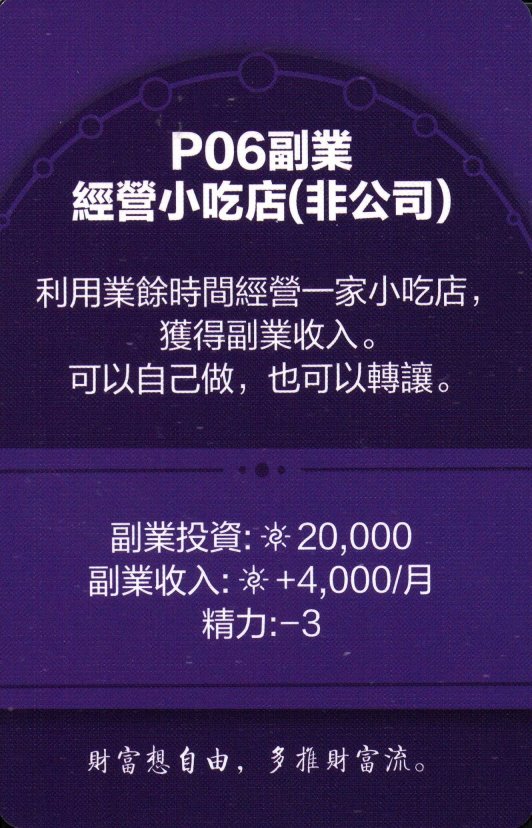 P06副業
經營小吃店(非公司)
利用業餘時間經營一家小吃店，
獲得副業收入。
可以自己做，也可以轉讓。
副業投資: 20,000
副業收入: +4,000/月
精力:-3
財富想自由，多推財富流。